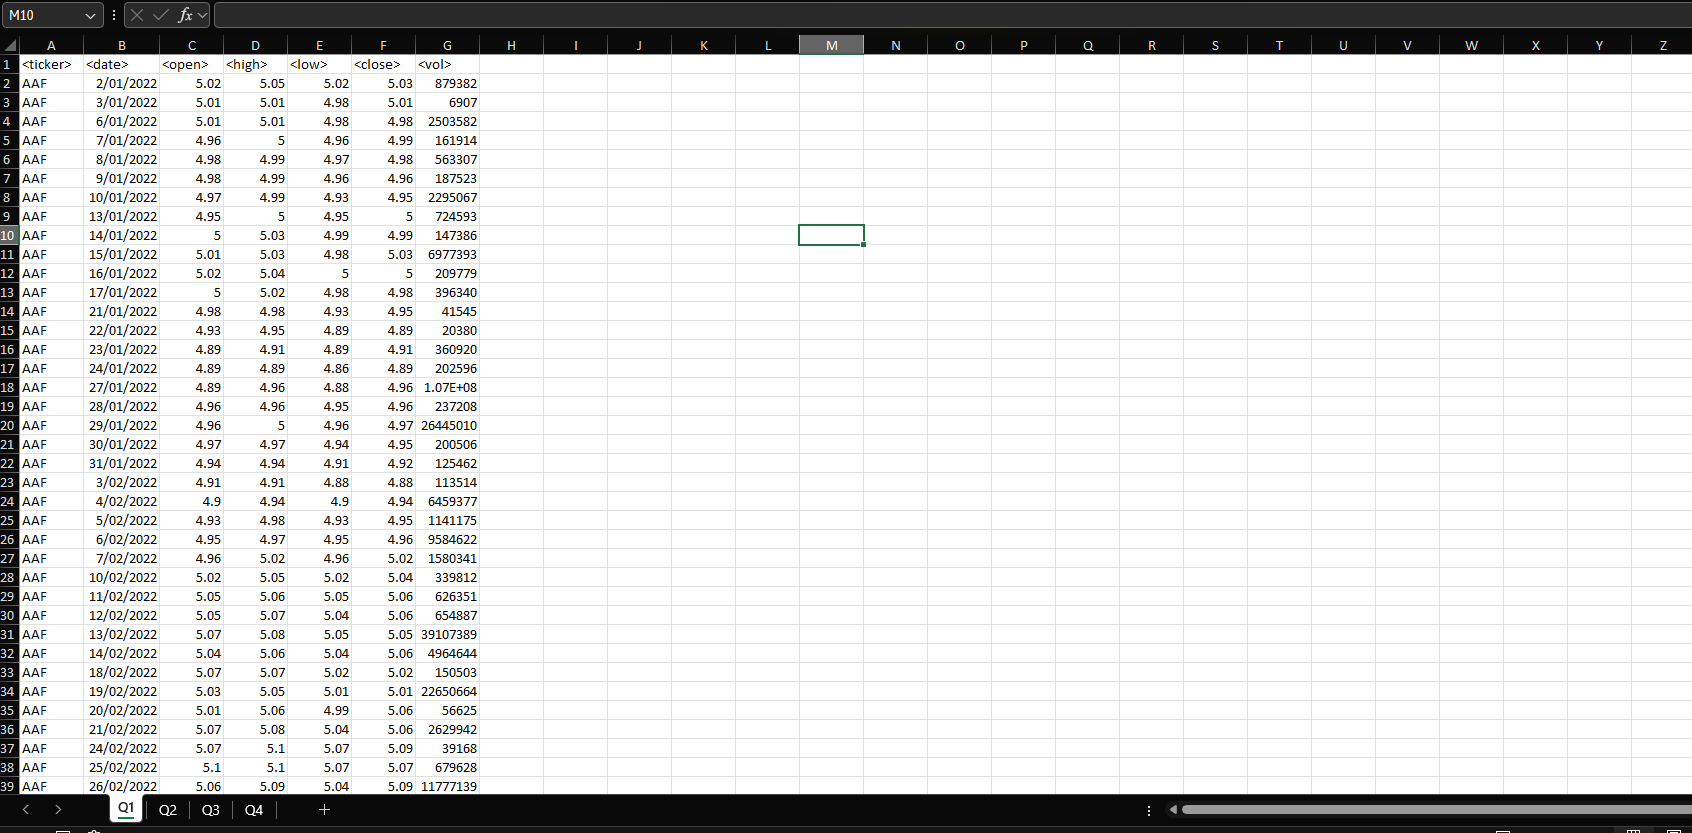 M10
fx
A B C D E F G H I J K L M N O P Q R S T U V W X Y Z
1 <ticker> <date> <open> <high> <low> <close> <vol>
2 AAF 2/01/2022 5.02 5.05 5.02 5.03 879382
3 AAF 3/01/2022 5.01 5.01 4.98 5.01 6907
4 AAF 6/01/2022 5.01 5.01 4.98 4.98 2503582
5 AAF 7/01/2022 4.96 5 4.96 4.99 161914
6 AAF 8/01/2022 4.98 4.99 4.97 4.98 563307
7 AAF 9/01/2022 4.98 4.99 4.96 4.96 187523
8 AAF 10/01/2022 4.97 4.99 4.93 4.95 2295067
9 AAF 13/01/2022 4.95 5 4.95 5 724593
10 AAF 14/01/2022 5 5.03 4.99 4.99 147386
11 AAF 15/01/2022 5.01 5.03 4.98 5.03 6977393
12 AAF 16/01/2022 5.02 5.04 5 5 209779
13 AAF 17/01/2022 5 5.02 4.98 4.98 396340
14 AAF 21/01/2022 4.98 4.98 4.93 4.95 41545
15 AAF 22/01/2022 4.93 4.95 4.89 4.89 20380
16 AAF 23/01/2022 4.89 4.91 4.89 4.91 360920
17 AAF 24/01/2022 4.89 4.89 4.86 4.89 202596
18 AAF 27/01/2022 4.89 4.96 4.88 4.96 1.07E+08
19 AAF 28/01/2022 4.96 4.96 4.95 4.96 237208
20 AAF 29/01/2022 4.96 5 4.96 4.97 26445010
21 AAF 30/01/2022 4.97 4.97 4.94 4.95 200506
22 AAF 31/01/2022 4.94 4.94 4.91 4.92 125462
23 AAF 3/02/2022 4.91 4.91 4.88 4.88 113514
24 AAF 4/02/2022 4.9 4.94 4.9 4.94 6459377
25 AAF 5/02/2022 4.93 4.98 4.93 4.95 1141175
26 AAF 6/02/2022 4.95 4.97 4.95 4.96 9584622
27 AAF 7/02/2022 4.96 5.02 4.96 5.02 1580341
28 AAF 10/02/2022 5.02 5.05 5.02 5.04 339812
29 AAF 11/02/2022 5.05 5.06 5.05 5.06 626351
30 AAF 12/02/2022 5.05 5.07 5.04 5.06 654887
31 AAF 13/02/2022 5.07 5.08 5.05 5.05 39107389
32 AAF 14/02/2022 5.04 5.06 5.04 5.06 4964644
33 AAF 18/02/2022 5.07 5.07 5.02 5.02 150503
34 AAF 19/02/2022 5.03 5.05 5.01 5.01 22650664
35 AAF 20/02/2022 5.01 5.06 4.99 5.06 56625
36 AAF 21/02/2022 5.07 5.08 5.04 5.06 2629942
37 AAF 24/02/2022 5.07 5.1 5.07 5.09 39168
38 AAF 25/02/2022 5.1 5.1 5.07 5.07 679628
39 AAF 26/02/2022 5.06 5.09 5.04 5.09 11777139
Q1 Q2 Q3 Q4